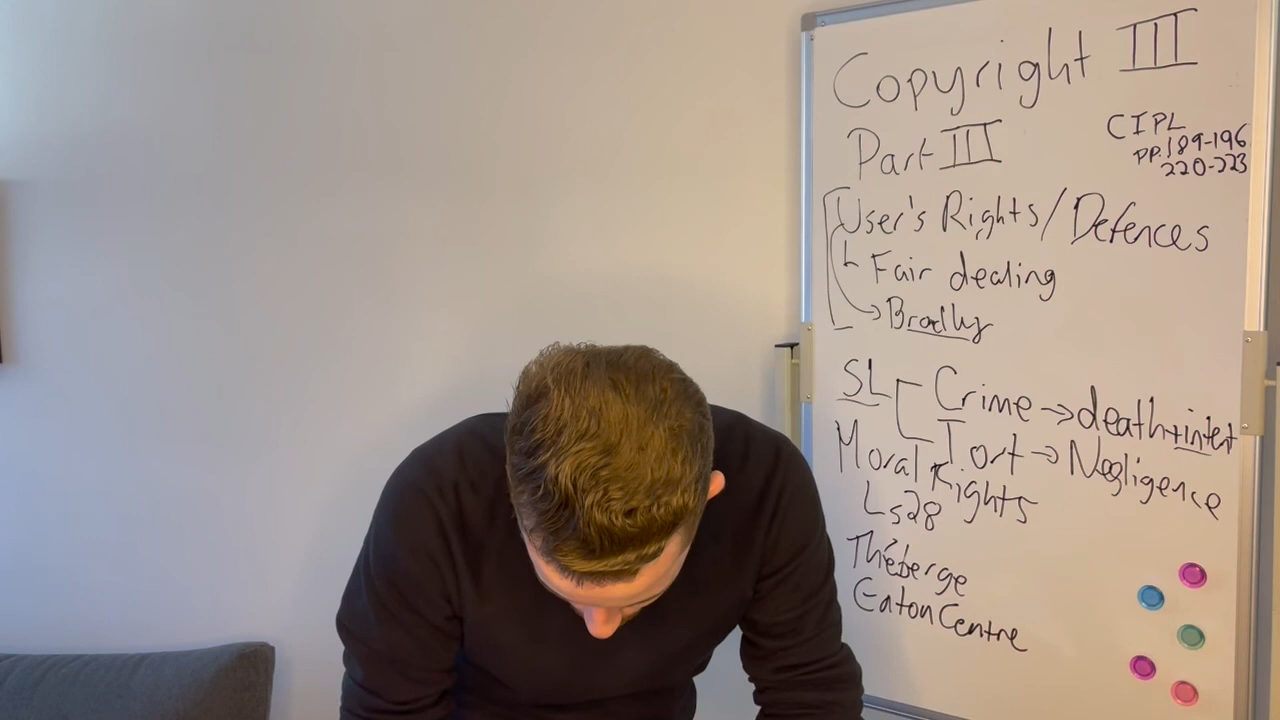 Copyright III
Part III
CIPL
pp. 189-196
220-223
User's Rights/Defences
Fair dealing
Broadly
SL
Crime → death + intent
Tort → Negligence
Moral Rights
s28
Théberge
Eaton Centre